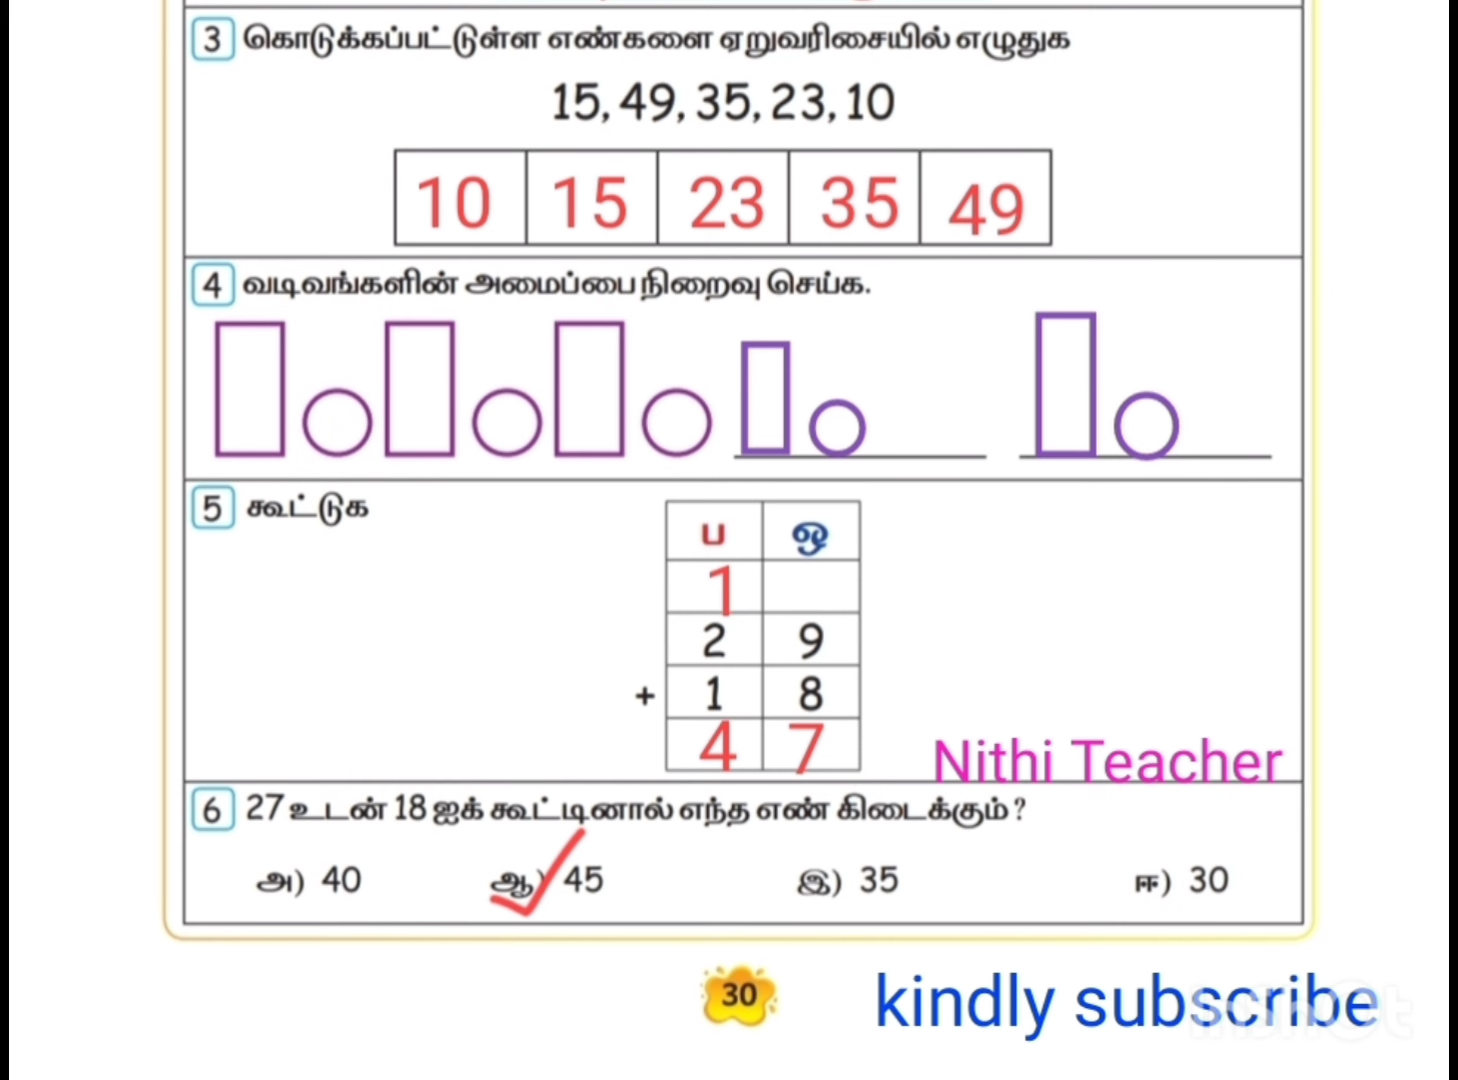 3 கொடுக்கப்பட்டுள்ள எண்களை ஏறுவரிசையில் எழுதுக
15, 49, 35, 23, 10
10 15 23 35 49
4 வடிவங்களின் அமைப்பை நிறைவு செய்க.
5 கூட்டுக
ப ஒ
1
2 9
+ 1 8
4 7
Nithi Teacher
6 27 உடன் 18 ஐக் கூட்டினால் எந்த எண் கிடைக்கும்?
அ) 40 ஆ) 45 இ) 35 ஈ) 30
30
kindly subscribe
InShOt